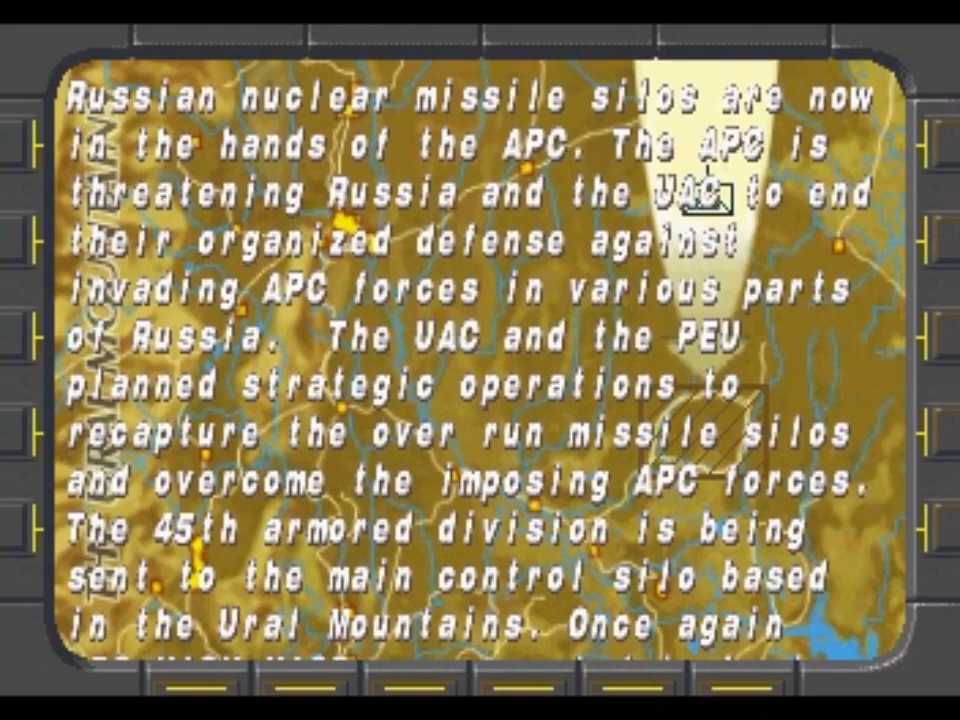 Russian nuclear missile silos are now
in the hands of the APC. The APC is
threatening Russia and the UAC to end
their organized defense against
invading APC forces in various parts
of Russia. The UAC and the PEU
planned strategic operations to
recapture the over run missile silos
and overcome the imposing APC forces.
The 45th armored division is being
sent to the main control silo based
in the Ural Mountains. Once again
THE URAL MOUNTAIN